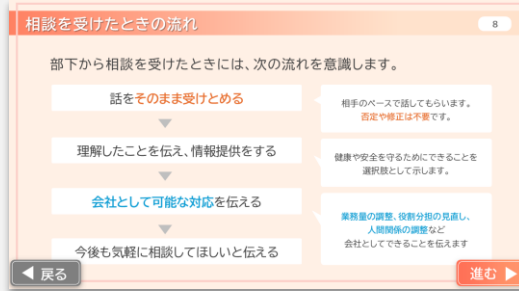 相談を受けたときの流れ
8
部下から相談を受けたときには、次の流れを意識します。
話をそのまま受けとめる
相手のペースで話してもらいます。
否定や修正は不要です。
理解したことを伝え、情報提供をする
健康や安全を守るためにできることを
選択肢として示します。
会社として可能な対応を伝える
業務量の調整、役割分担の見直し、
人間関係の調整など
会社としてできることを伝えます
今後も気軽に相談してほしいと伝える
戻る
進む